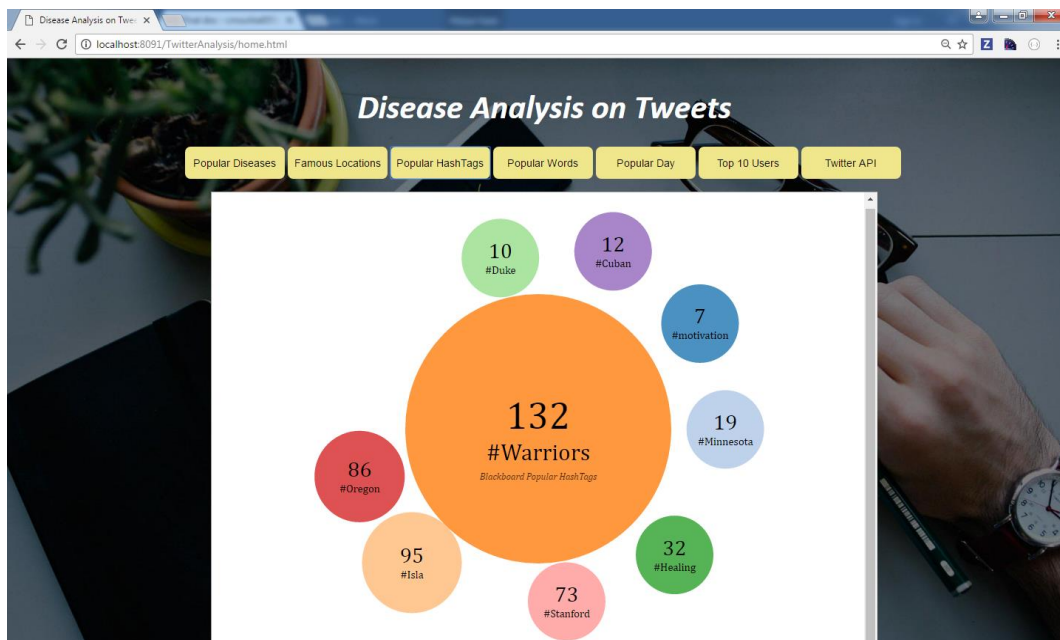 Disease Analysis on Twe
localhost:8091/TwitterAnalysis/home.html
Z
Disease Analysis on Tweets
Popular Diseases
Famous Locations
Popular HashTags
Popular Words
Popular Day
Top 10 Users
Twitter API
10
#Duke
12
#Cuban
7
#motivation
132
#Warriors
Blackboard Popular HashTags
19
#Minnesota
86
#Oregon
95
#Isla
32
#Healing
73
#Stanford